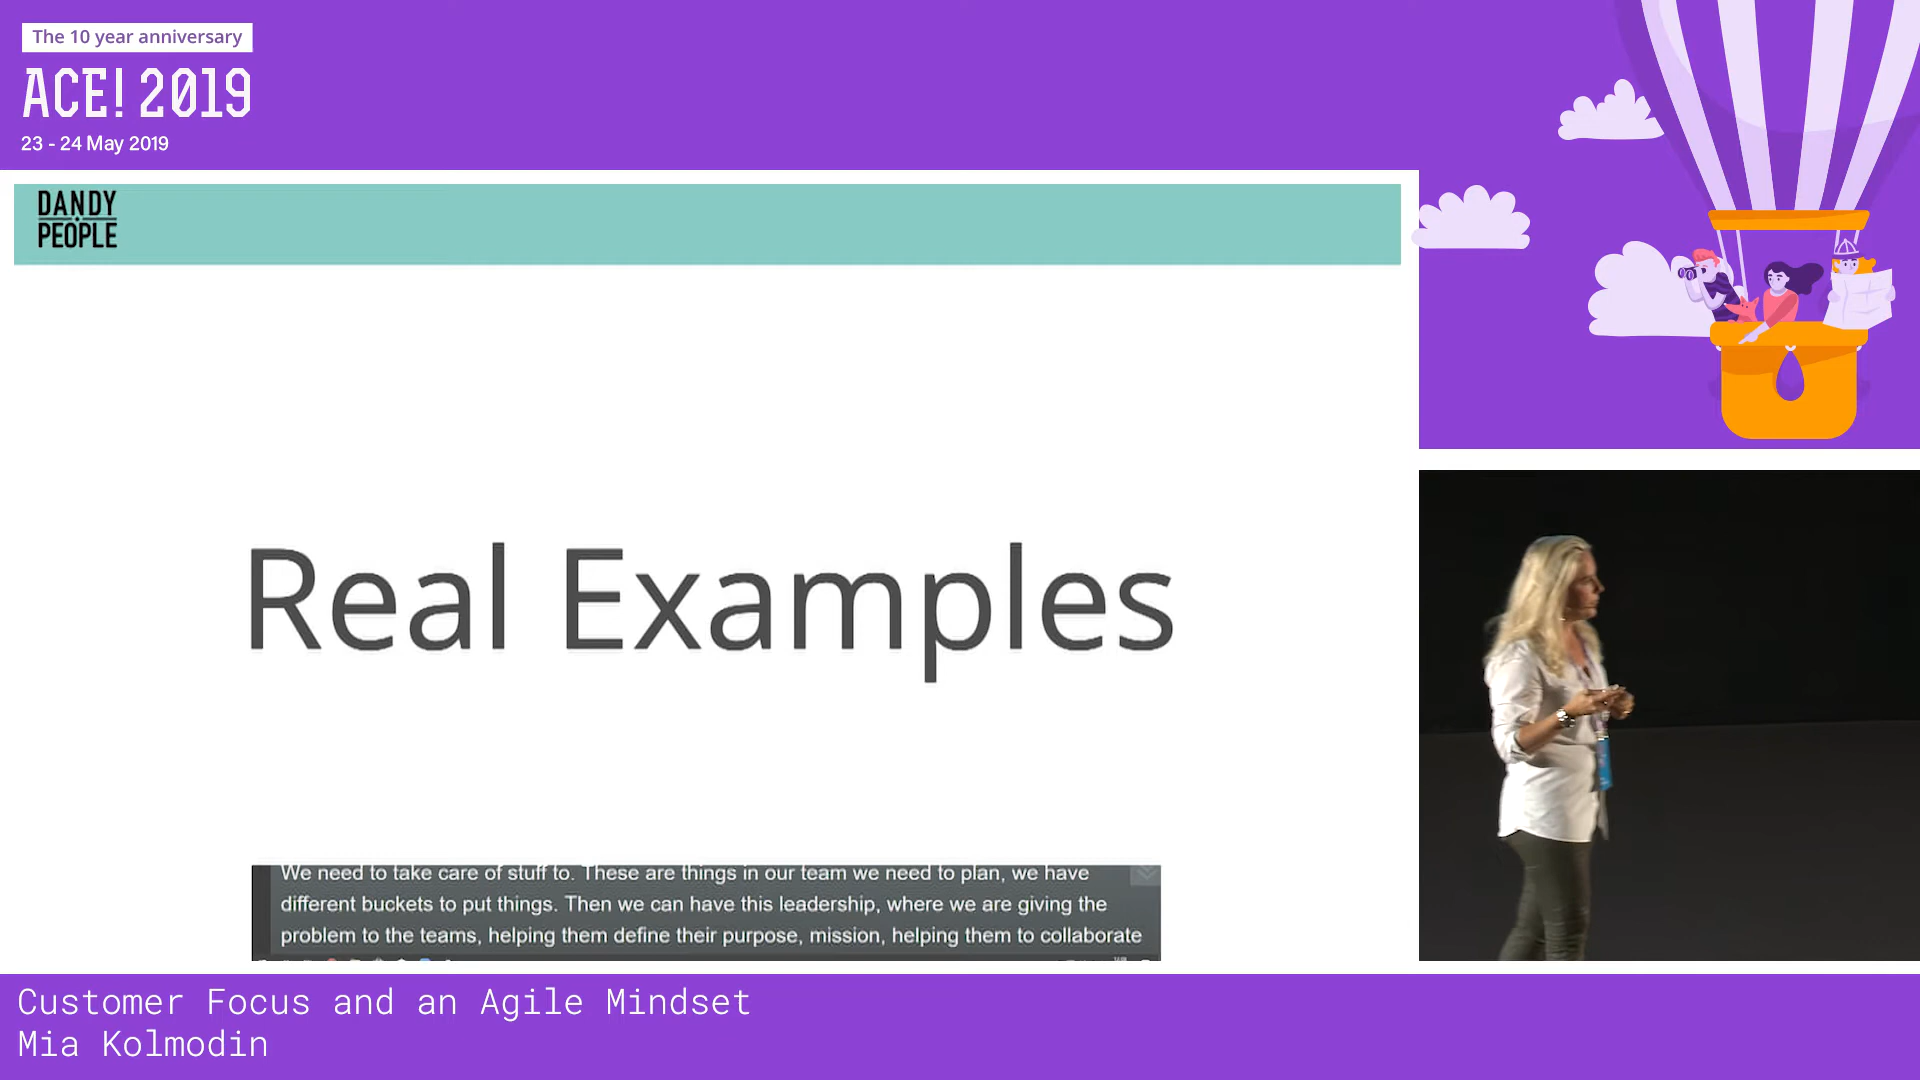 The 10 year anniversary
ACE! 2019
23 - 24 May 2019
DANDY
PEOPLE
Real Examples
We need to take care of stuff to. These are things in our team we need to plan, we have
different buckets to put things. Then we can have this leadership, where we are giving the
problem to the teams, helping them define their purpose, mission, helping them to collaborate
Customer Focus and an Agile Mindset
Mia Kolmodin